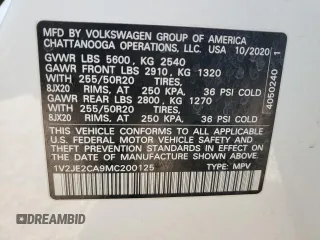 MFD BY VOLKSWAGEN GROUP OF AMERICA
CHATTANOOGA OPERATIONS, LLC. USA 10/2020
GVWR LBS 5600, KG 2540
GAWR FRONT LBS 2910, KG 1320
WITH 255/50R20 TIRES,
8JX20 RIMS, AT 250 KPA/ 36 PSI COLD
GAWR REAR LBS 2800, KG 1270
WITH 255/50R20 TIRES,
8JX20 RIMS, AT 250 KPA/ 36 PSI COLD
THIS VEHICLE CONFORMS TO ALL APPLICABLE
U.S. FEDERAL MOTOR VEHICLE SAFETY
STANDARDS IN EFFECT ON THE DATE OF
MANUFACTURE SHOWN ABOVE.
1V2JE2CA9MC200125 TYPE: MPV
4050240 1
DREAMBID